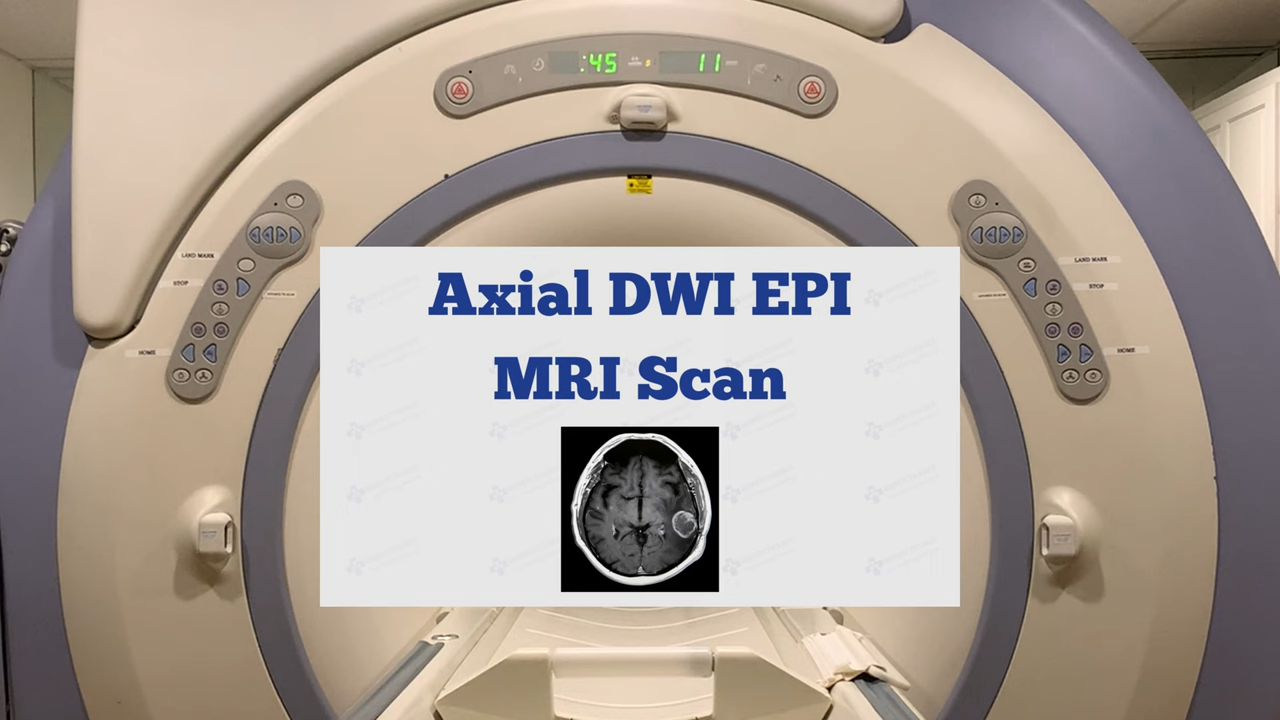 :45
11
LAND MARK
STOP
HOME
LAND MARK
STOP
HOME
Axial DWI EPI
MRI Scan